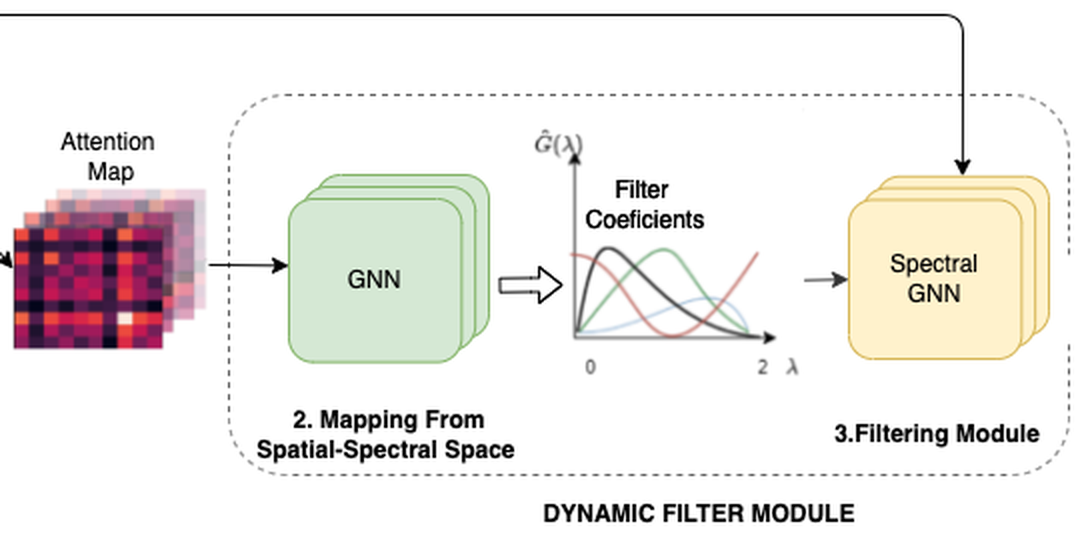 Attention
Map
GNN
Ĝ(λ)
Filter
Coeficients
0
2 λ
Spectral
GNN
2. Mapping From
Spatial-Spectral Space
3.Filtering Module
DYNAMIC FILTER MODULE